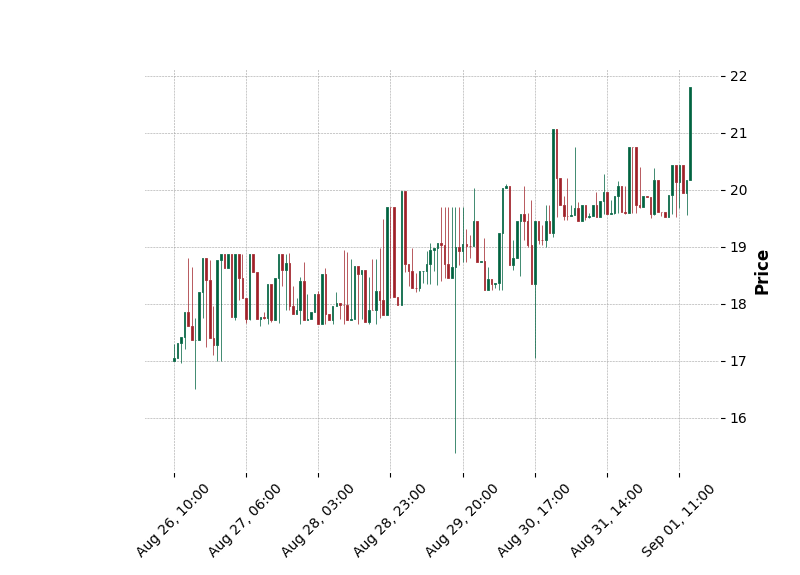 22
21
20
19
18
17
16
Price
Aug 26, 10:00
Aug 27, 06:00
Aug 28, 03:00
Aug 28, 23:00
Aug 29, 20:00
Aug 30, 17:00
Aug 31, 14:00
Sep 01, 11:00